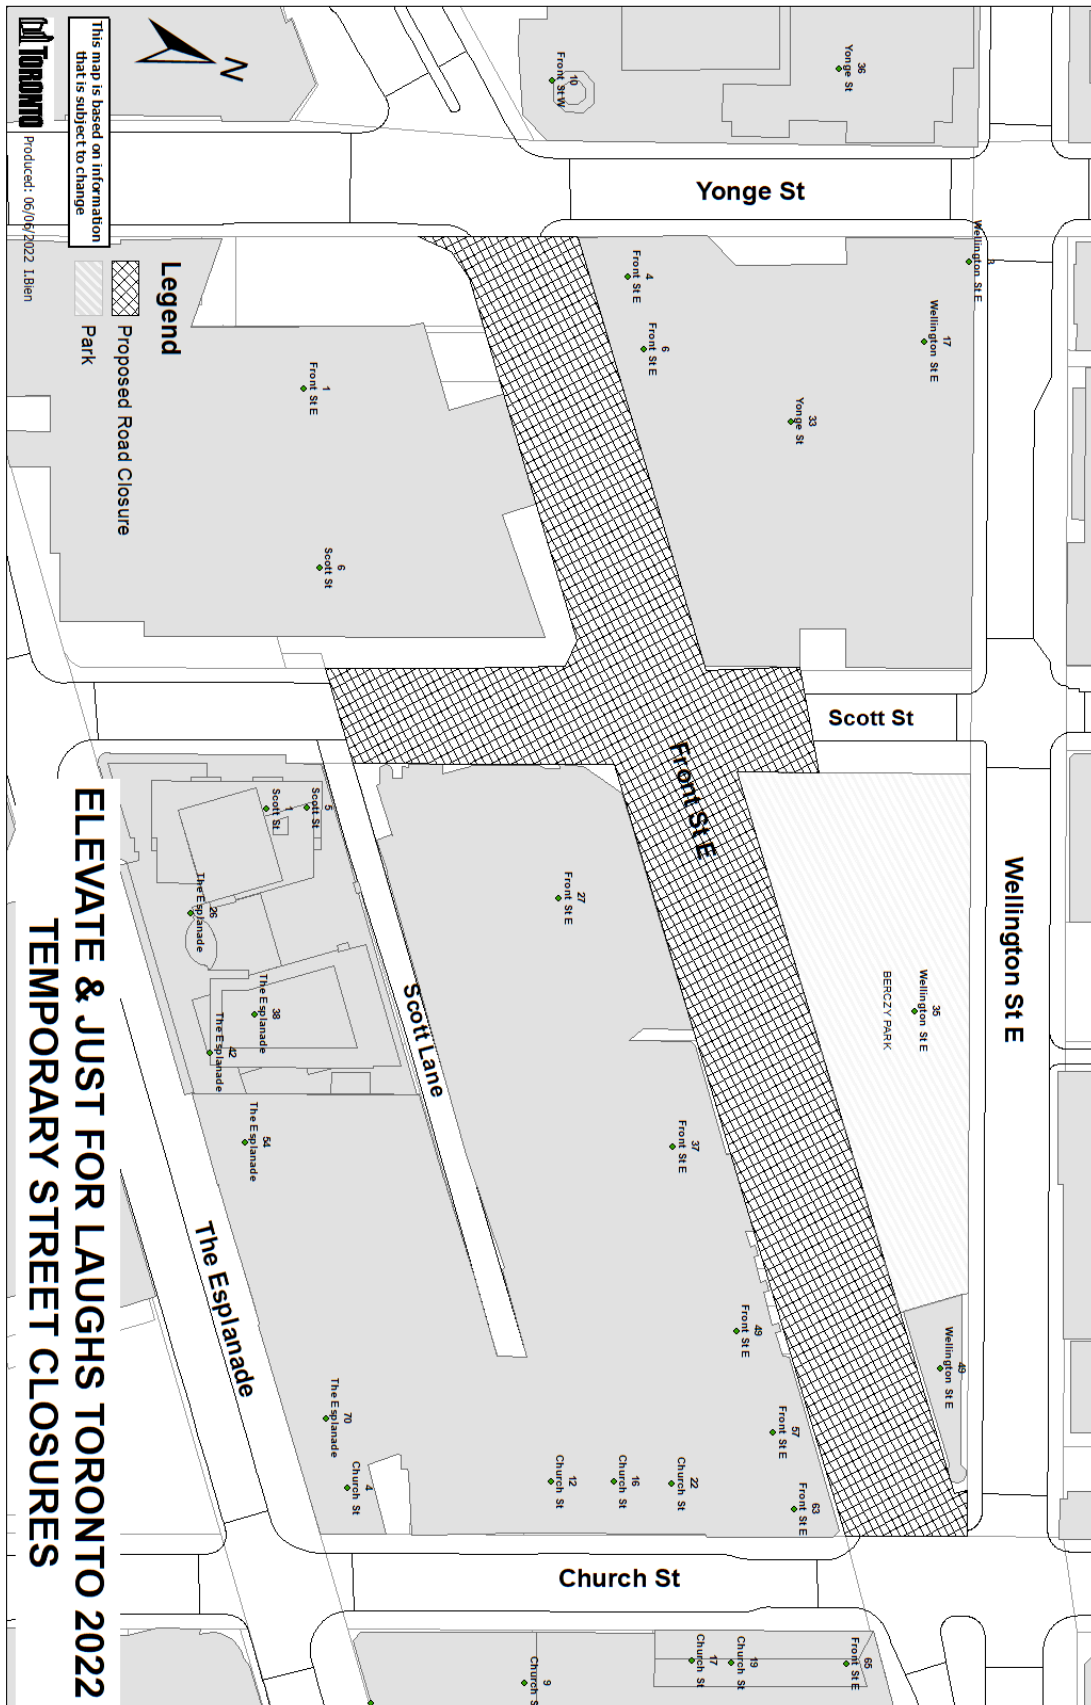 ELEVATE & JUST FOR LAUGHS TORONTO 2022
TEMPORARY STREET CLOSURES
Yonge St
Scott St
Wellington St E
Front St E
Scott Lane
The Esplanade
Church St
36
Yonge St
10
Front St W
3
Wellington St E
17
Wellington St E
4
Front St E
6
Front St E
33
Yonge St
1
Front St E
6
Scott St
5
Scott St
1
Scott St
26
The Esplanade
38
The Esplanade
42
The Esplanade
54
The Esplanade
70
The Esplanade
4
Church St
27
Front St E
37
Front St E
49
Front St E
57
Front St E
63
Front St E
35
Wellington St E
BERCZY PARK
49
Wellington St E
12
Church St
16
Church St
22
Church St
9
Church S
17
Church St
19
Church St
65
Front St E
N
This map is based on information
that is subject to change
TORONTO
Produced: 06/06/2022 I.Bien
Legend
Proposed Road Closure
Park